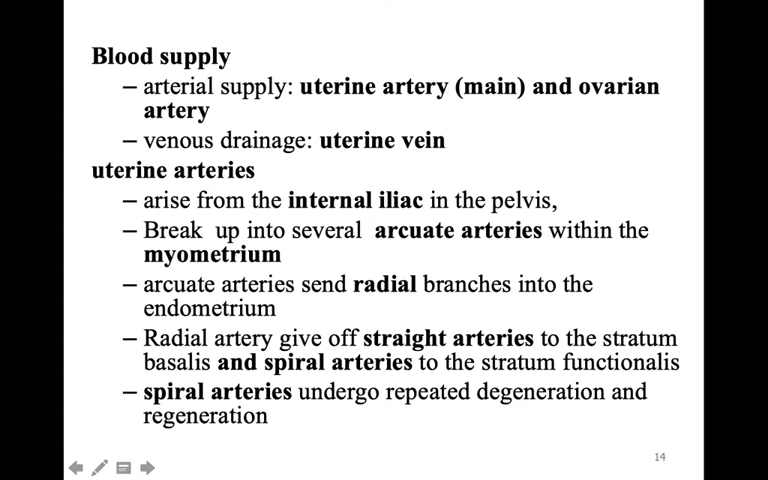 Blood supply
– arterial supply: uterine artery (main) and ovarian
artery
– venous drainage: uterine vein
uterine arteries
– arise from the internal iliac in the pelvis,
– Break up into several arcuate arteries within the
myometrium
– arcuate arteries send radial branches into the
endometrium
– Radial artery give off straight arteries to the stratum
basalis and spiral arteries to the stratum functionalis
– spiral arteries undergo repeated degeneration and
regeneration
14